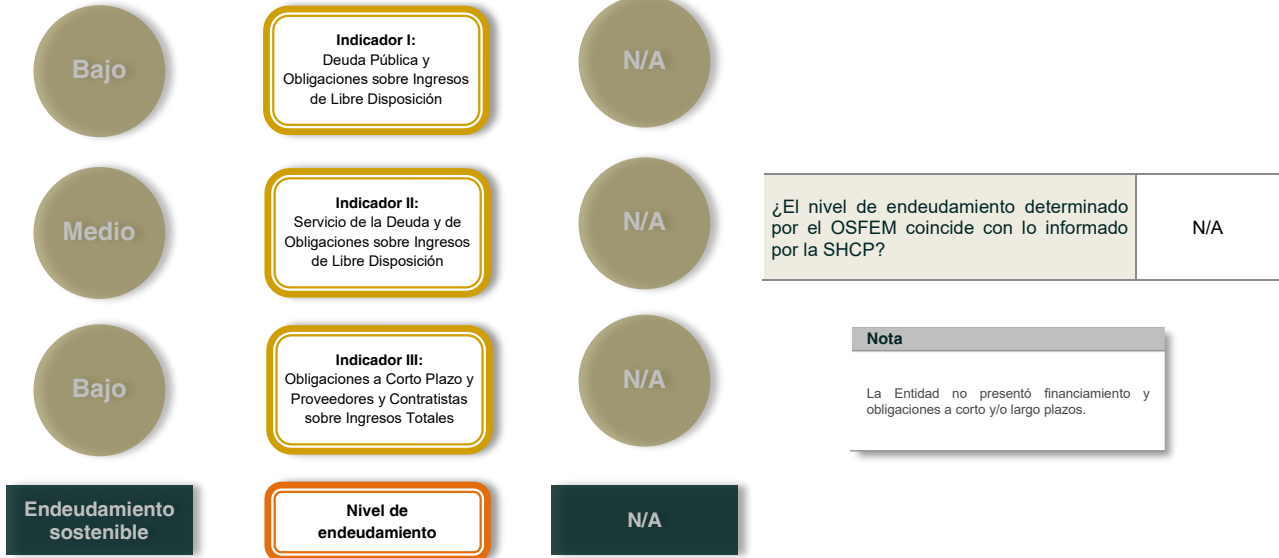 Bajo
Indicador I:
Deuda Pública y
Obligaciones sobre Ingresos
de Libre Disposición
N/A
Medio
Indicador II:
Servicio de la Deuda y de
Obligaciones sobre Ingresos
de Libre Disposición
N/A
¿El nivel de endeudamiento determinado
por el OSFEM coincide con lo informado
por la SHCP?
N/A
Bajo
Indicador III:
Obligaciones a Corto Plazo y
Proveedores y Contratistas
sobre Ingresos Totales
N/A
Nota
La Entidad no presentó financiamiento y
obligaciones a corto y/o largo plazos.
Endeudamiento
sostenible
Nivel de
endeudamiento
N/A